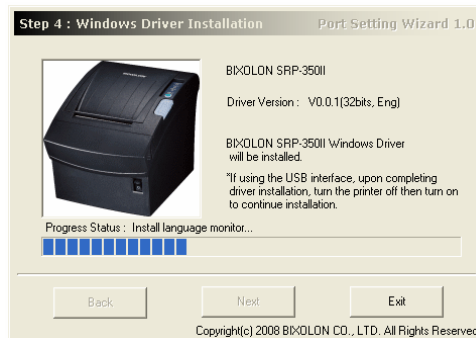 Step 4 : Windows Driver Installation
Port Setting Wizard 1.0
BIXOLON SRP-350II
Driver Version : V0.0.1(32bits, Eng)
BIXOLON SRP-350II Windows Driver
will be installed.
*If using the USB interface, upon completing
driver installation, turn the printer off then turn on
to continue installation.
Progress Status : Install language monitor...
Back
Next
Exit
Copyright(c) 2008 BIXOLON CO., LTD. All Rights Reserved